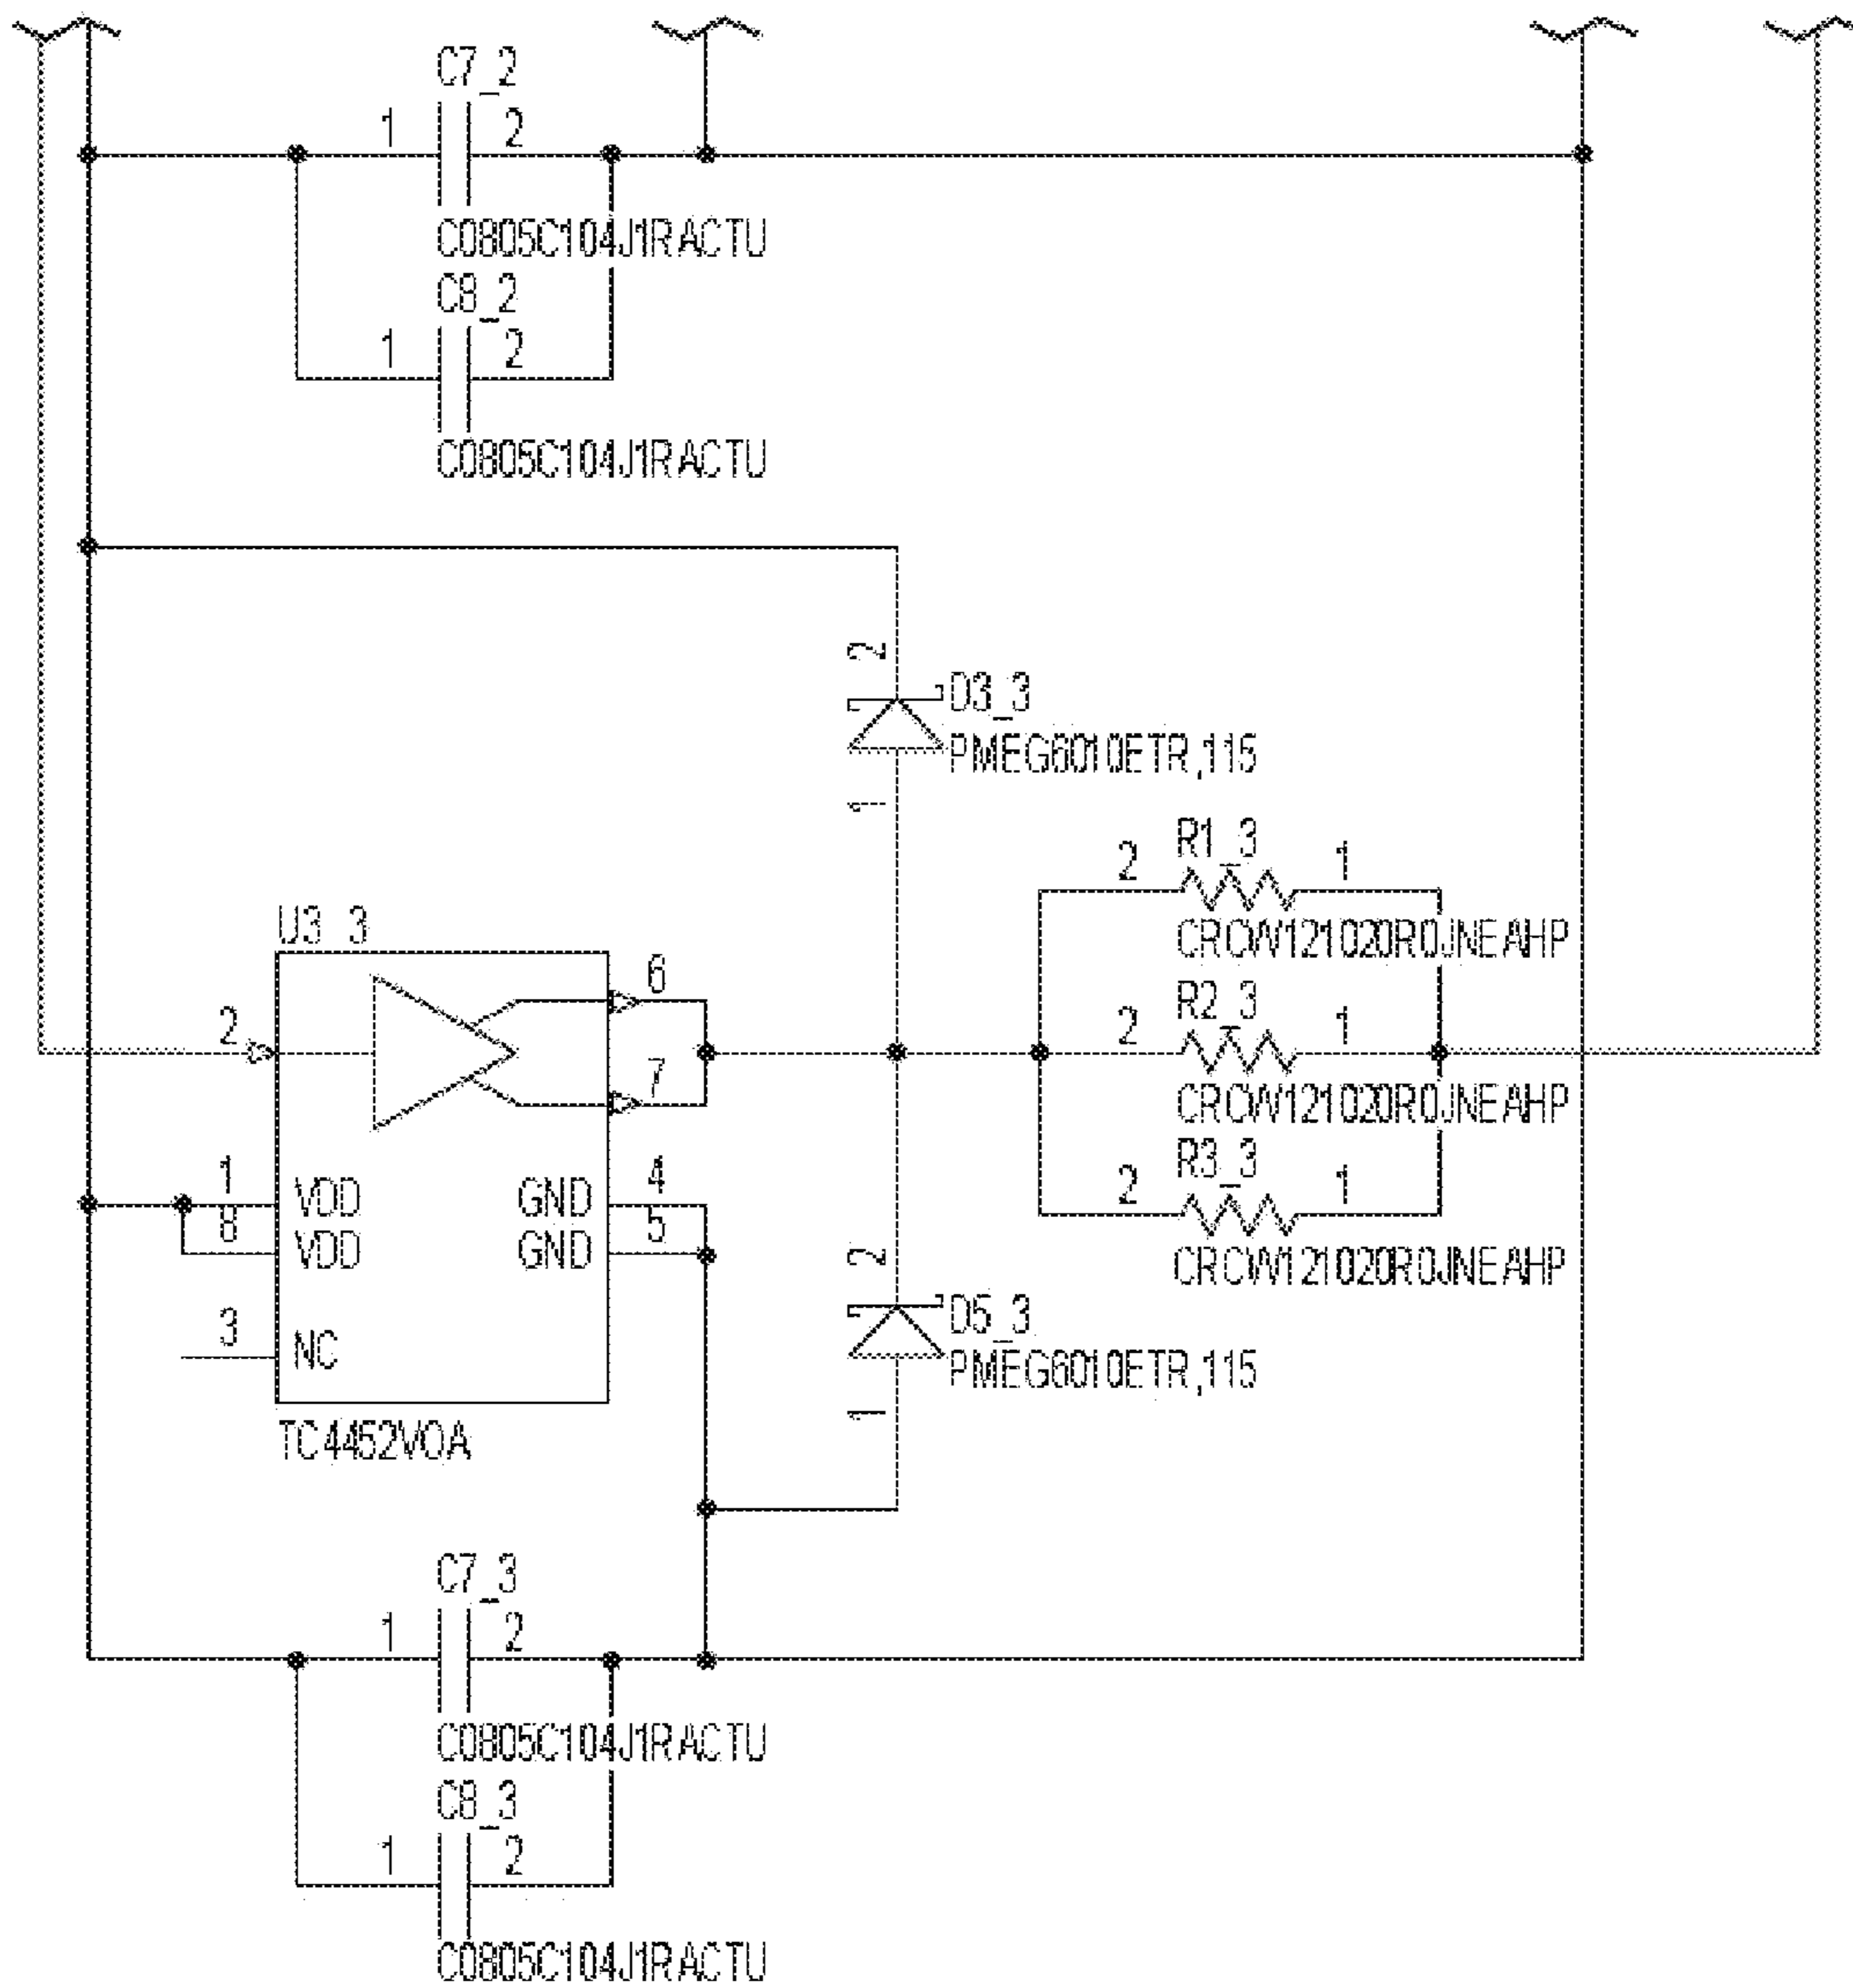 C7_2
1 2
C0805C104J1RACTU
C8_2
1 2
C0805C104J1RACTU
2
D3_3
PMEG6010ETR,115
1
R1_3
2 1
CRCW121020R0JNEAHP
U3_3
6
R2_3
2
2 1
7
CRCW121020R0JNEAHP
R3_3
1 VDD GND 4
2 1
8 VDD GND 5
CRCW121020R0JNEAHP
2
3 NC
D5_3
PMEG6010ETR,115
1
TC4452VOA
C7_3
1 2
C0805C104J1RACTU
C8_3
1 2
C0805C104J1RACTU